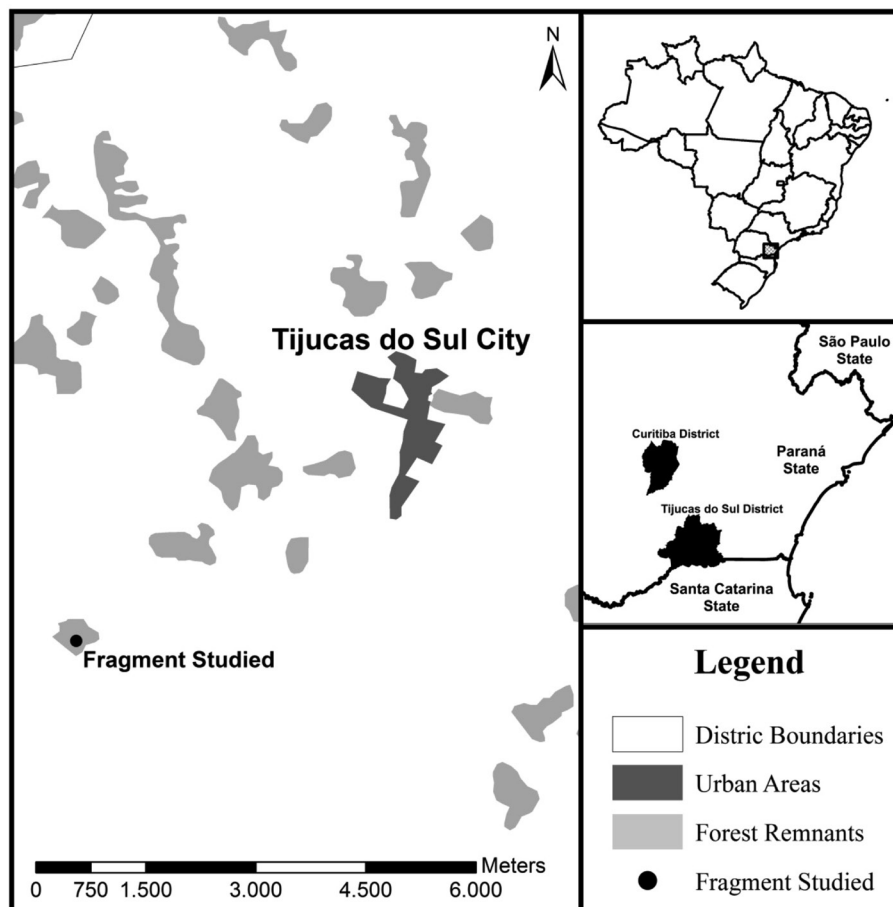 N
Tijucas do Sul City
Fragment Studied
Meters
0 750 1.500 3.000 4.500 6.000
São Paulo
State
Curitiba District
Paraná
State
Tijucas do Sul District
Santa Catarina
State
Legend
Distric Boundaries
Urban Areas
Forest Remnants
Fragment Studied